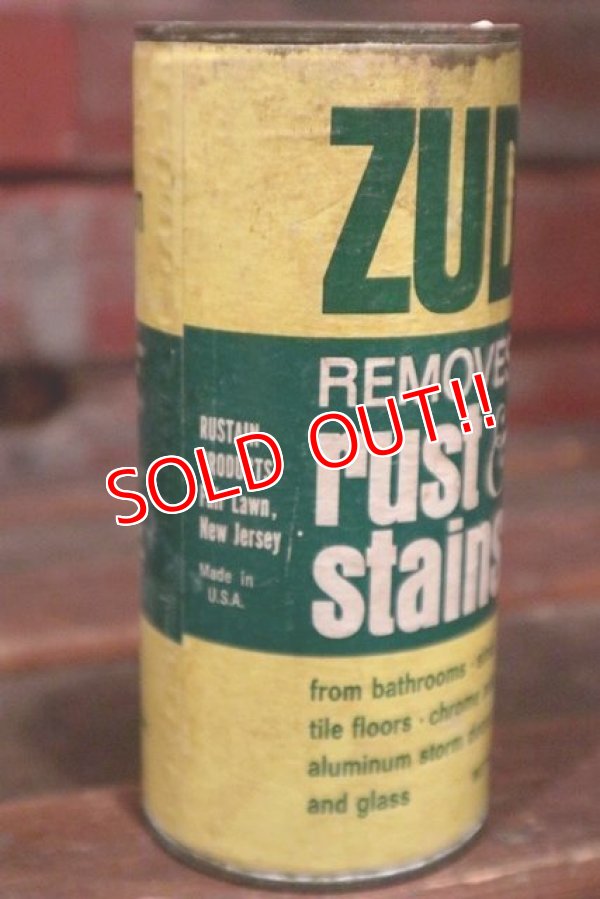 ZUD
REMOVES
rust &
stains
RUSTAIN
PRODUCTS
Fair Lawn,
New Jersey
Made in
U.S.A.
from bathrooms ·
tile floors · chrome
aluminum storm
and glass
SOLD OUT!!